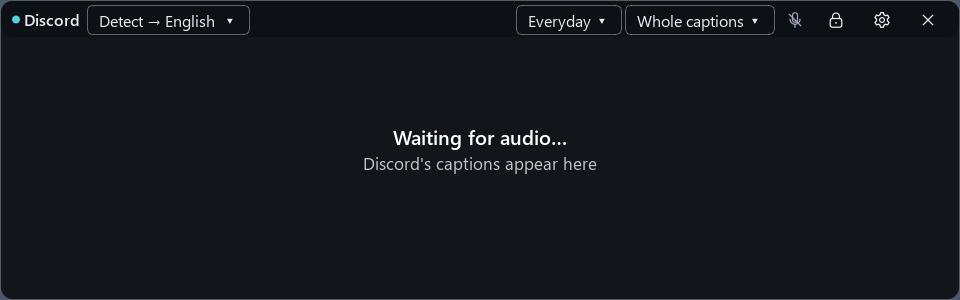 Discord Detect → English ▾ Everyday ▾ Whole captions ▾
Waiting for audio...
Discord's captions appear here